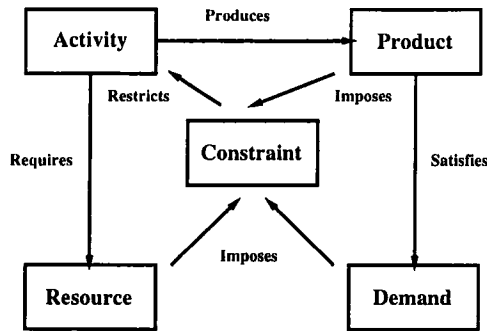 Produces
Activity
Product
Restricts
Imposes
Constraint
Requires
Satisfies
Imposes
Resource
Demand